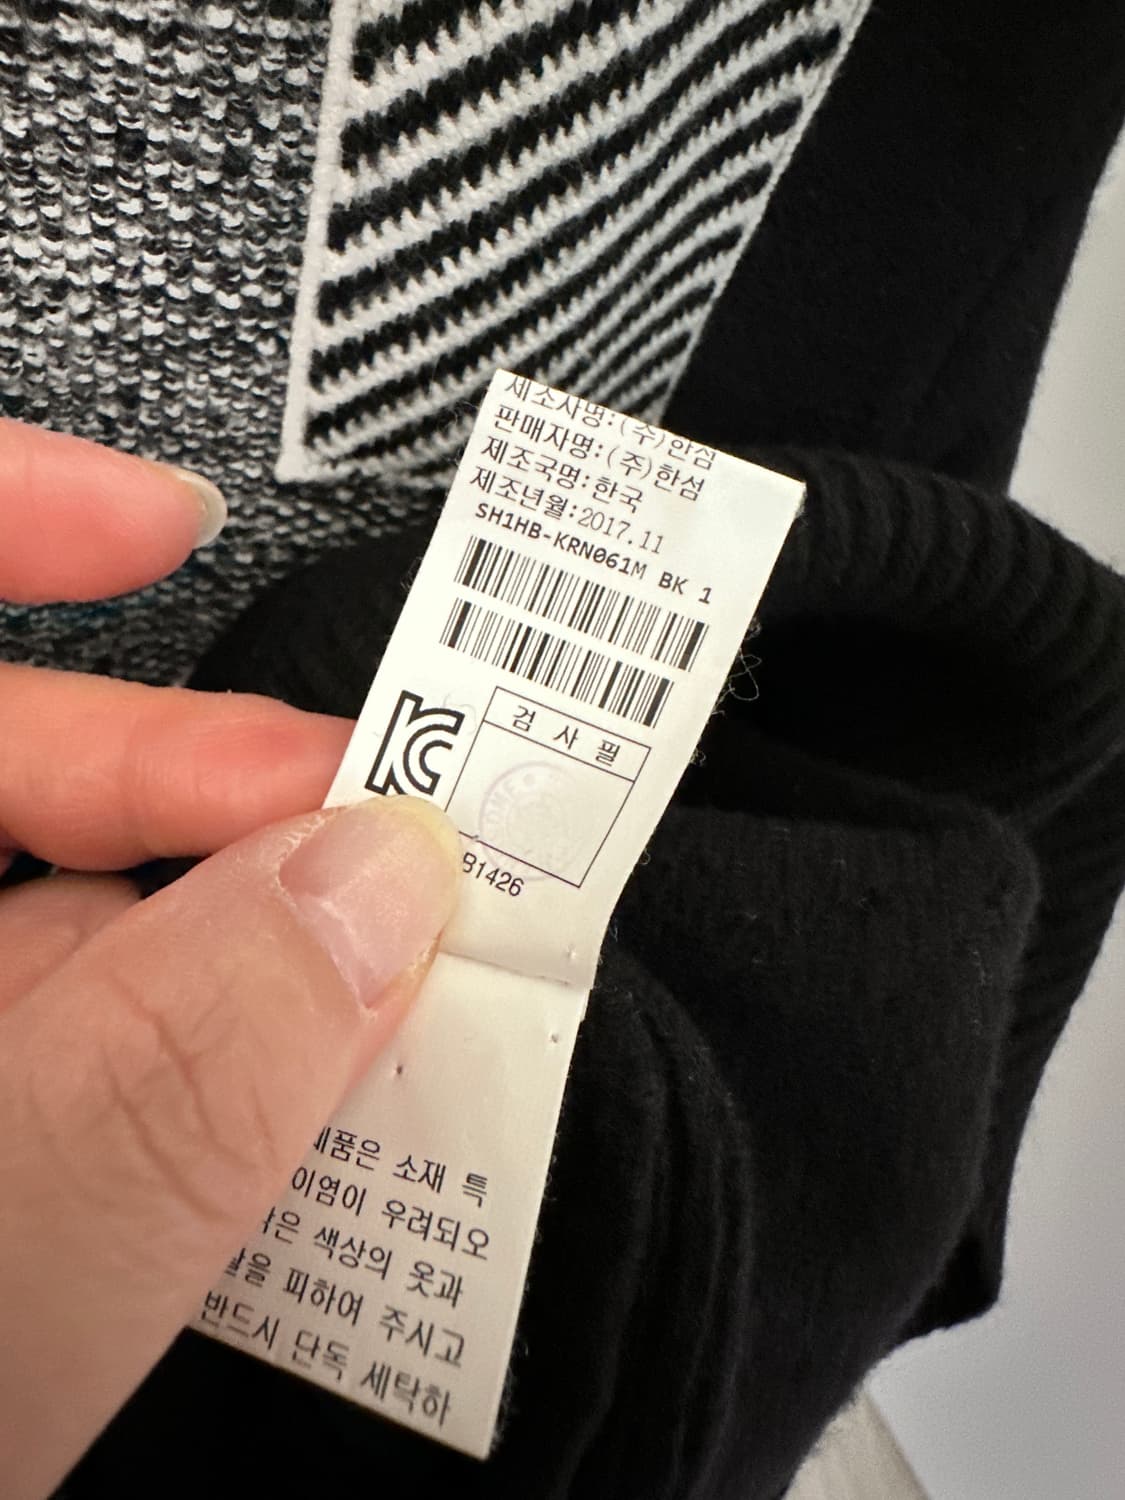 제조자명:(주)한섬
판매자명:(주)한섬
제조국명:한국
제조년월:2017.11
SH1HB-KRN061M BK 1
KC
검 사 필
B1426
제품은 소재 특
이염이 우려되오
은 색상의 옷과
을 피하여 주시고
반드시 단독 세탁하